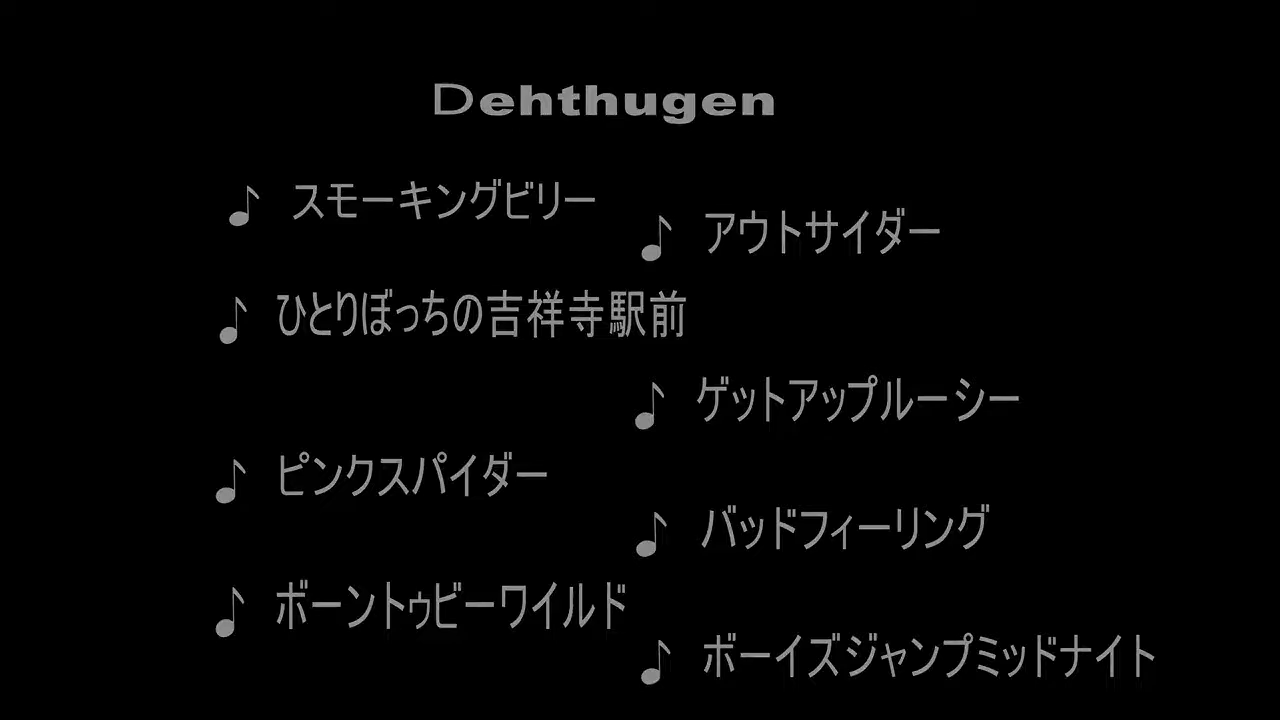 Dehthugen
♪ スモーキングビリー
♪ アウトサイダー
♪ ひとりぼっちの吉祥寺駅前
♪ ゲットアップルーシー
♪ ピンクスパイダー
♪ バッドフィーリング
♪ ボーントゥビーワイルド
♪ ボーイズジャンプミッドナイト